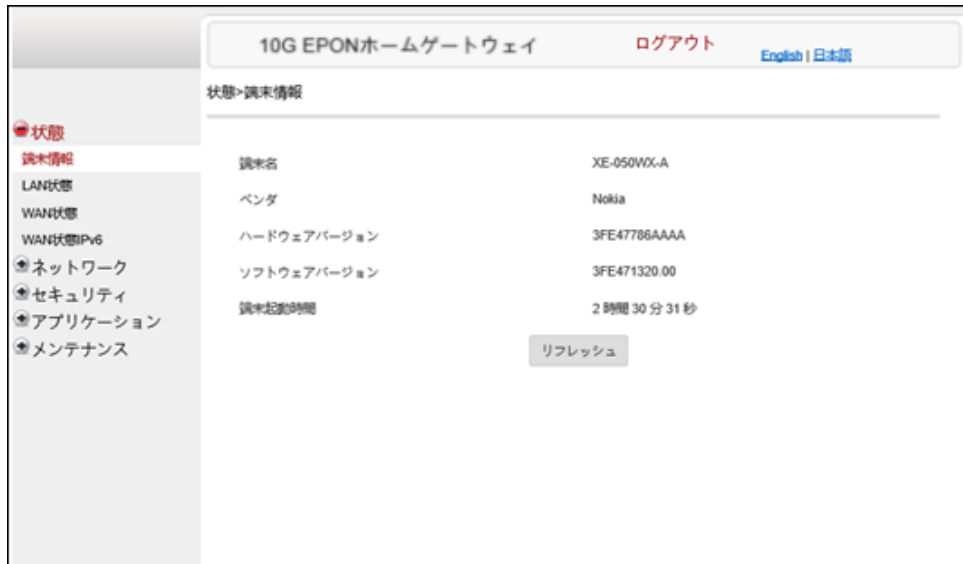 10G EPONホームゲートウェイ
ログアウト
English | 日本語
状態>端末情報
状態
端末情報
LAN状態
WAN状態
WAN状態IPv6
ネットワーク
セキュリティ
アプリケーション
メンテナンス
端末名 XE-050WX-A
ベンダ Nokia
ハードウェアバージョン 3FE47786AAAA
ソフトウェアバージョン 3FE471320.00
端末起動時間 2 時間 30 分 31 秒
リフレッシュ